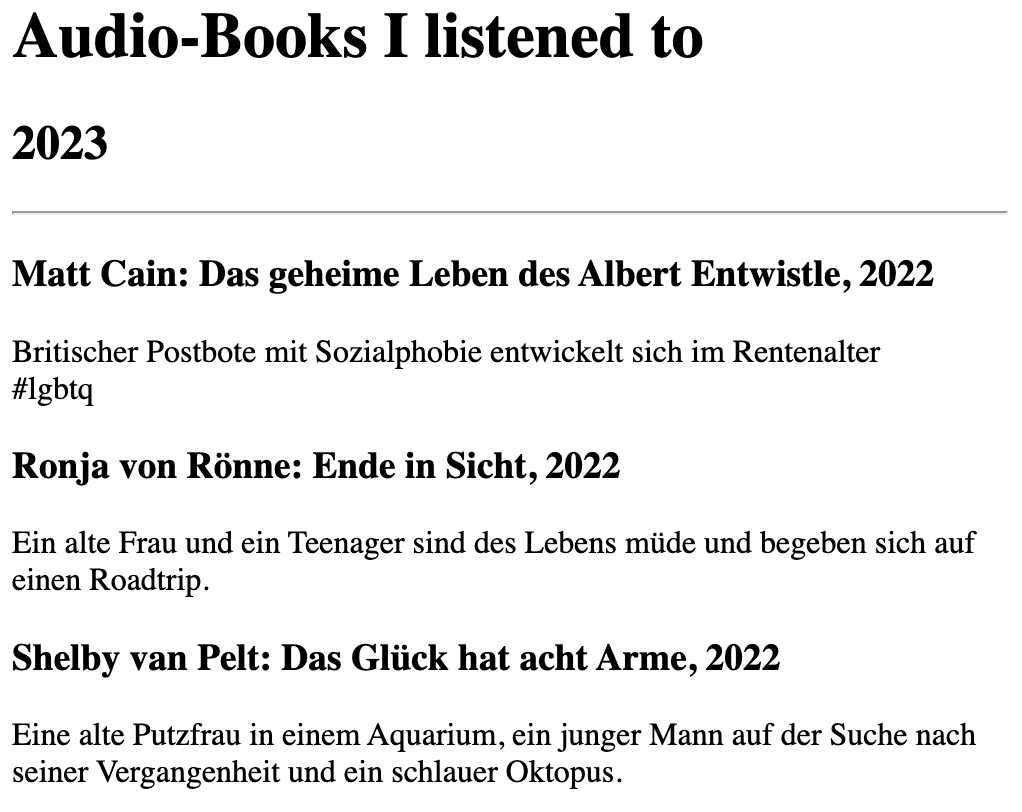 Audio-Books I listened to
2023
Matt Cain: Das geheime Leben des Albert Entwistle, 2022
Britischer Postbote mit Sozialphobie entwickelt sich im Rentenalter
#lgbtq
Ronja von Rönne: Ende in Sicht, 2022
Ein alte Frau und ein Teenager sind des Lebens müde und begeben sich auf
einen Roadtrip.
Shelby van Pelt: Das Glück hat acht Arme, 2022
Eine alte Putzfrau in einem Aquarium, ein junger Mann auf der Suche nach
seiner Vergangenheit und ein schlauer Oktopus.